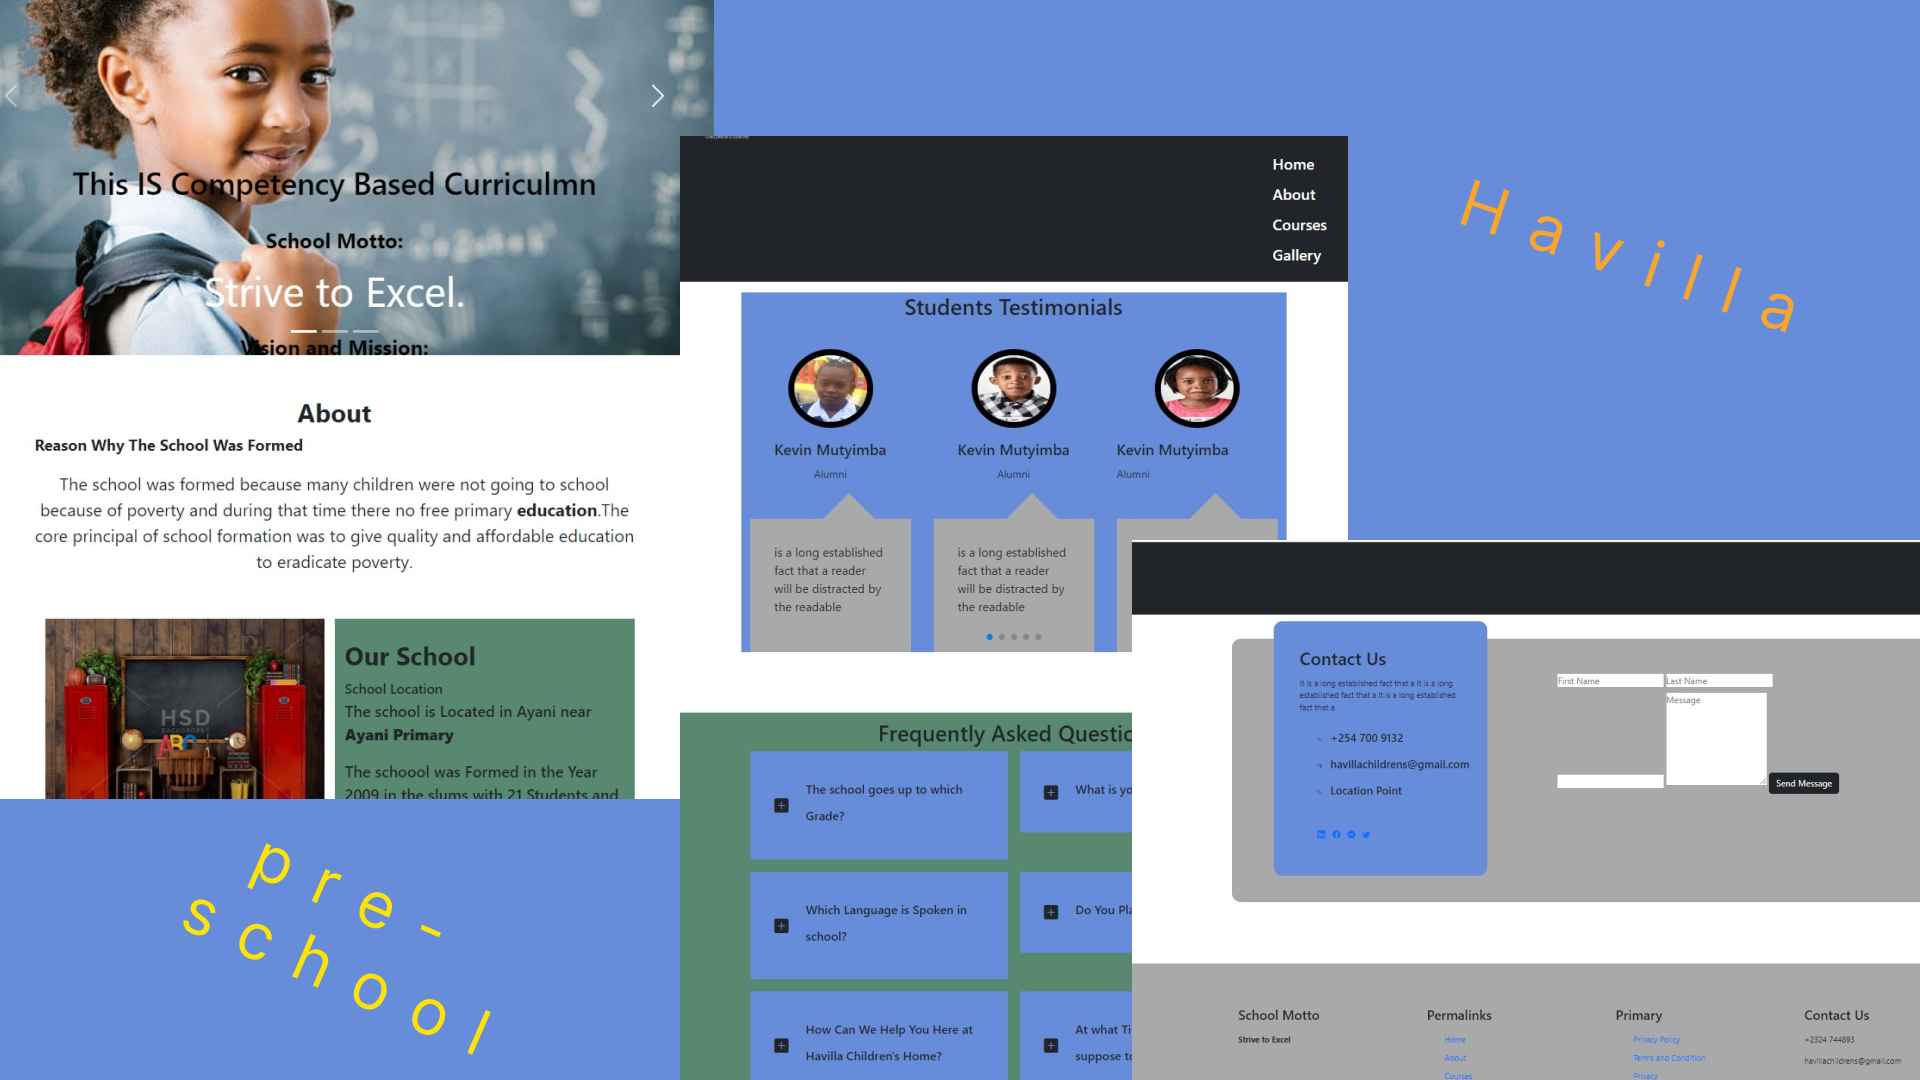 This IS Competency Based Curriculmn
School Motto:
Strive to Excel.
Vision and Mission:
About
Reason Why The School Was Formed
The school was formed because many children were not going to school
because of poverty and during that time there no free primary education.The
core principal of school formation was to give quality and affordable education
to eradicate poverty.
HSD
BACKDROPS
ABC
Our School
School Location
The school is Located in Ayani near
Ayani Primary
The schoool was Formed in the Year
2009 in the slums with 21 Students and
pre-
school
Home
About
Courses
Gallery
Students Testimonials
Kevin Mutyimba
Alumni
is a long established
fact that a reader
will be distracted by
the readable
Kevin Mutyimba
Alumni
is a long established
fact that a reader
will be distracted by
the readable
Kevin Mutyimba
Alumni
Frequently Asked Questio
The school goes up to which
Grade?
What is yo
Which Language is Spoken in
school?
Do You Pla
How Can We Help You Here at
Havilla Children's Home?
At what Ti
suppose to
Havilla
Contact Us
It is a long established fact that a It is a long
established fact that a It is a long established
fact that a
+254 700 9132
havillachildrens@gmail.com
Location Point
First Name
Last Name
Message
Send Message
School Motto
Strive to Excel
Permalinks
Home
About
Courses
Primary
Privacy Policy
Terms and Condition
Privacy
Contact Us
+2324 744893
havillachildrens@gmail.com